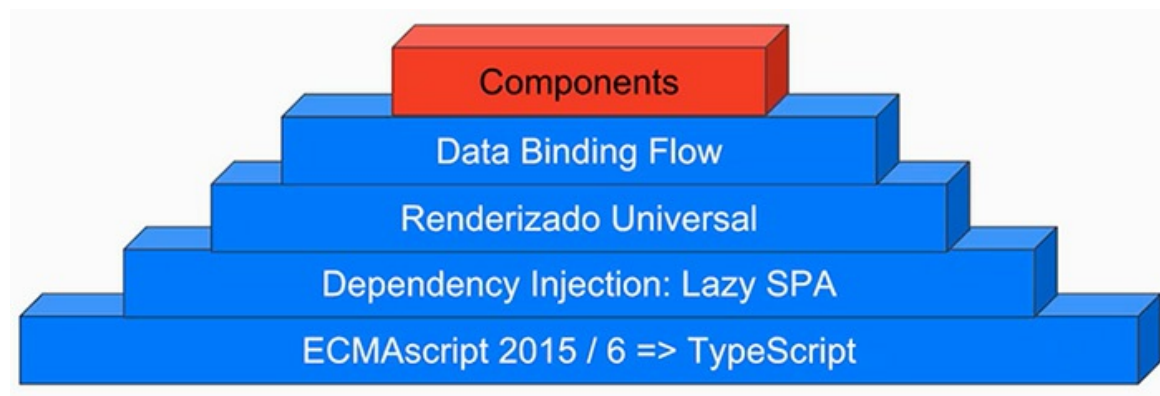 Components
Data Binding Flow
Renderizado Universal
Dependency Injection: Lazy SPA
ECMAscript 2015 / 6 => TypeScript